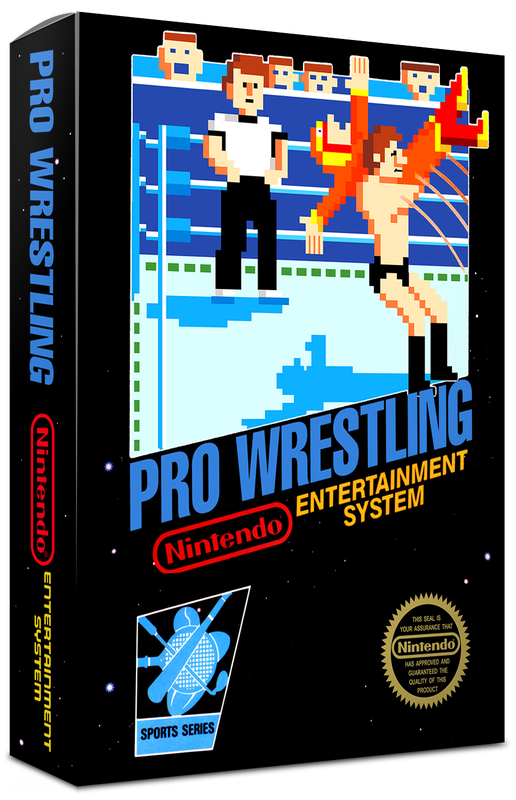 PRO WRESTLING
Nintendo®
ENTERTAINMENT
SYSTEM
PRO WRESTLING
Nintendo®
ENTERTAINMENT
SYSTEM
SPORTS SERIES
THIS SEAL IS
YOUR ASSURANCE THAT
Nintendo
HAS APPROVED AND
GUARANTEED THE
QUALITY OF THIS
PRODUCT